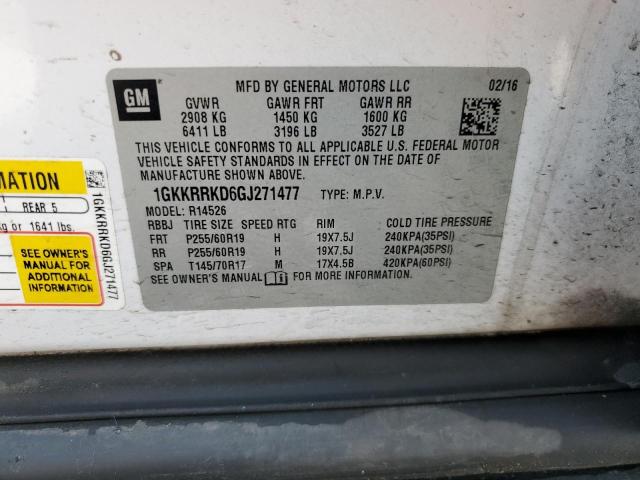 GM
MFD BY GENERAL MOTORS LLC 02/16
GVWR GAWR FRT GAWR RR
2908 KG 1450 KG 1600 KG
6411 LB 3196 LB 3527 LB
THIS VEHICLE CONFORMS TO ALL APPLICABLE U.S. FEDERAL MOTOR
VEHICLE SAFETY STANDARDS IN EFFECT ON THE DATE OF
MANUFACTURE SHOWN ABOVE.
1GKKRRKD6GJ271477 TYPE: M.P.V.
MODEL: R14526
RBBJ TIRE SIZE SPEED RTG RIM COLD TIRE PRESSURE
FRT P255/60R19 H 19X7.5J 240KPA(35PSI)
RR P255/60R19 H 19X7.5J 240KPA(35PSI)
SPA T145/70R17 M 17X4.5B 420KPA(60PSI)
SEE OWNER'S MANUAL FOR MORE INFORMATION.
MATION
REAR 5
kg or 1641 lbs.
SEE OWNER'S
MANUAL FOR
ADDITIONAL
INFORMATION
1GKKRRKD6GJ271477